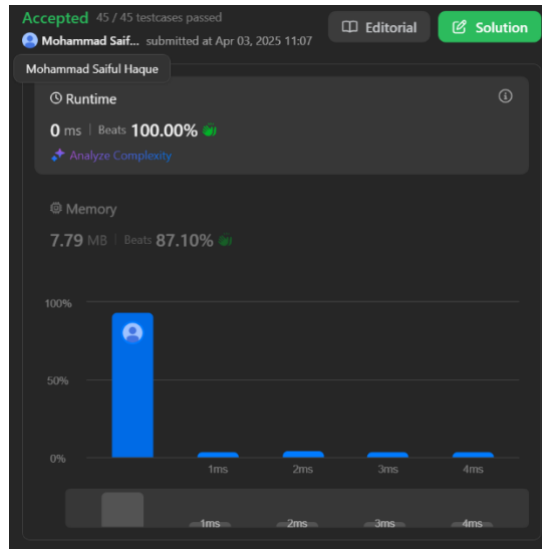 Accepted 45 / 45 testcases passed
Editorial
Solution
Mohammad Saif... submitted at Apr 03, 2025 11:07
Mohammad Saiful Haque
Runtime
0 ms | Beats 100.00%
Analyze Complexity
Memory
7.79 MB | Beats 87.10%
100%
50%
0%
1ms 2ms 3ms 4ms
1ms 2ms 3ms 4ms